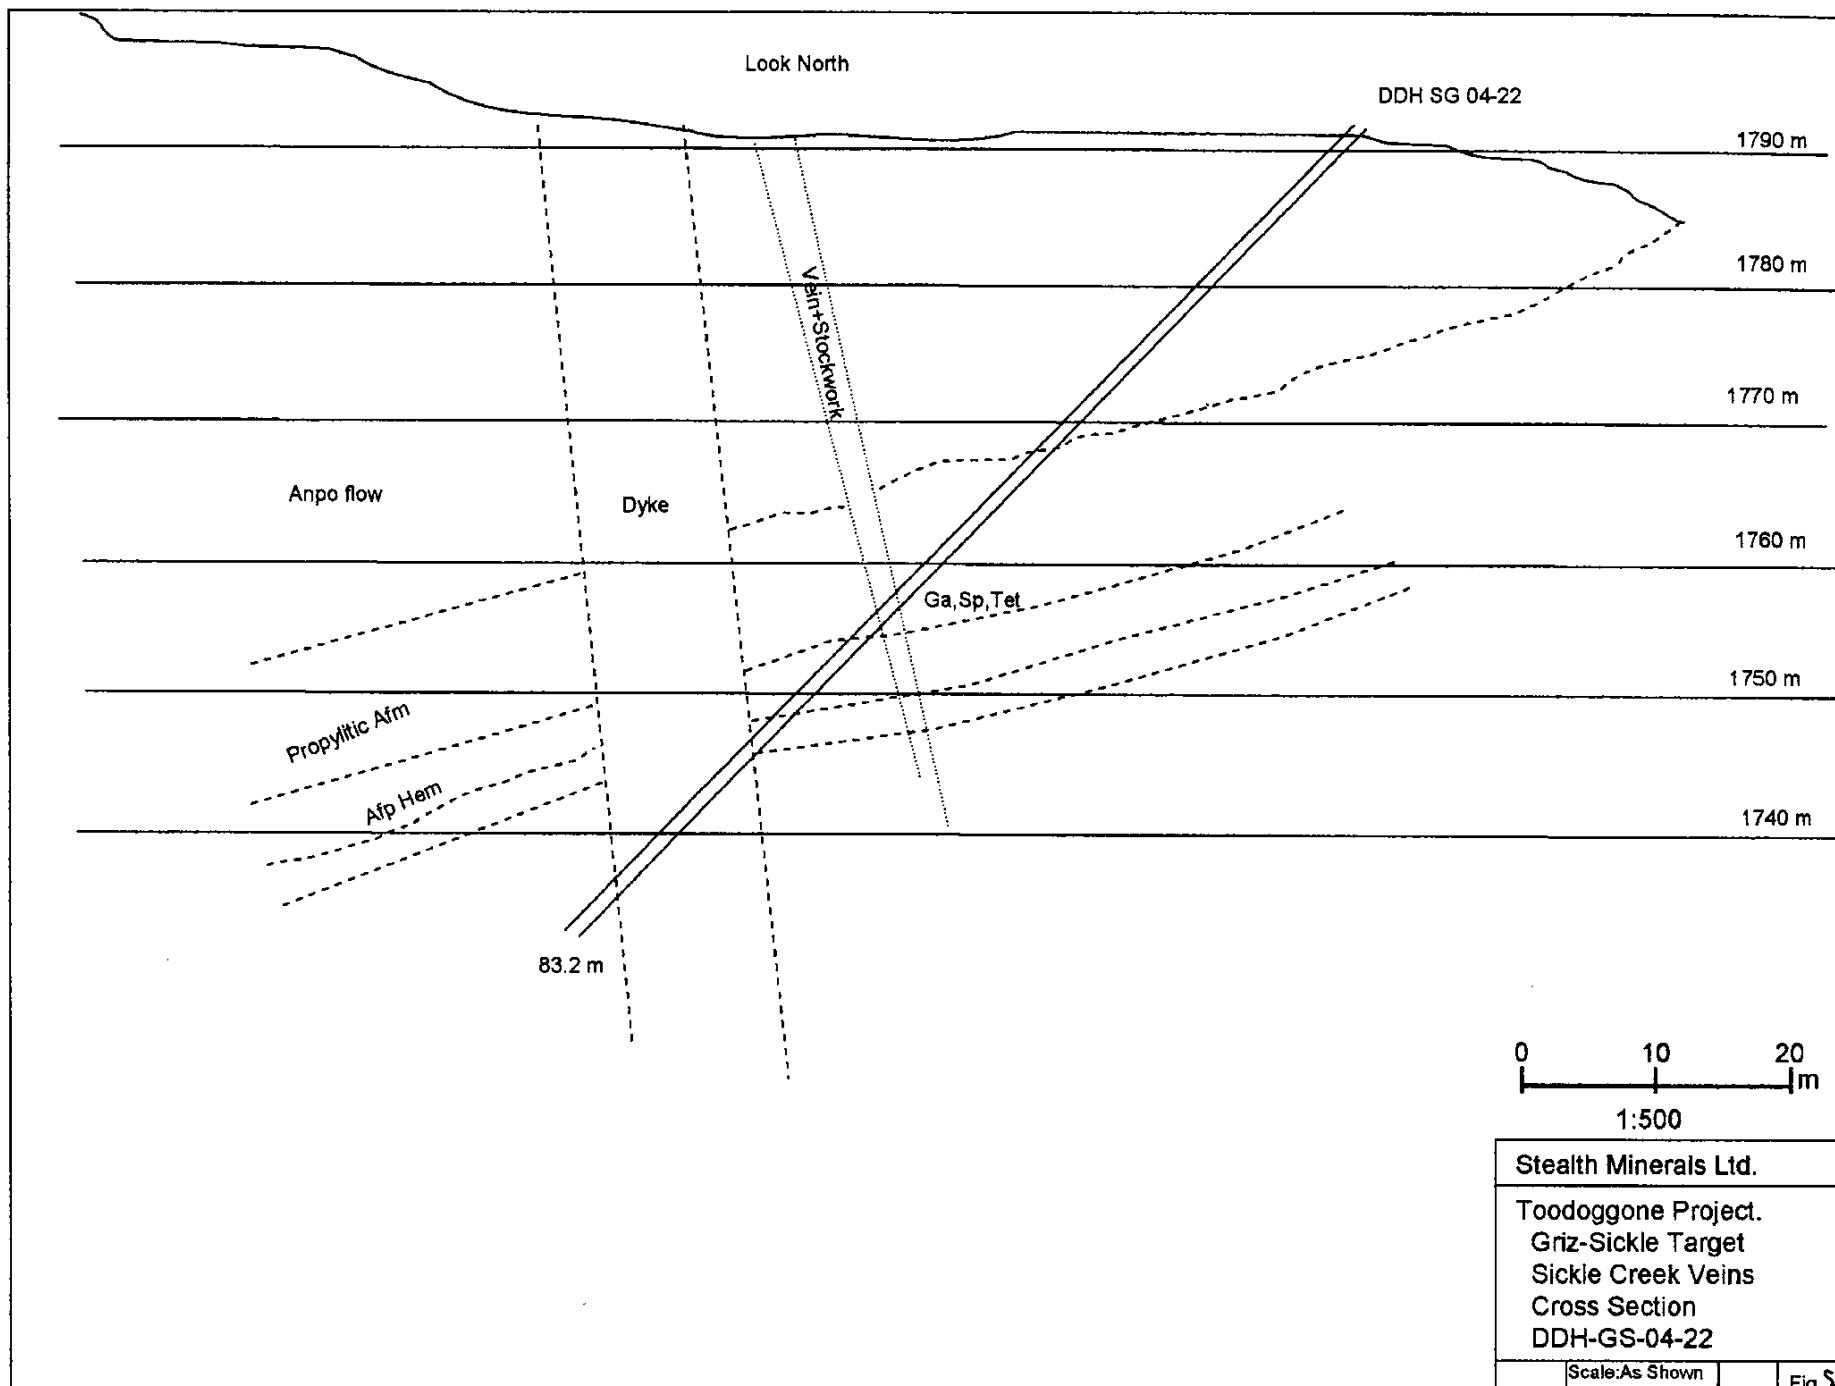 Look North
DDH SG 04-22
1790 m
1780 m
Vein+Stockwork
1770 m
Anpo flow
Dyke
1760 m
Ga,Sp,Tet
1750 m
Propylitic Afm
Afp Hem
1740 m
83.2 m
0 10 20
m
1:500
Stealth Minerals Ltd.
Toodoggone Project.
Griz-Sickle Target
Sickle Creek Veins
Cross Section
DDH-GS-04-22
Scale:As Shown
Fig